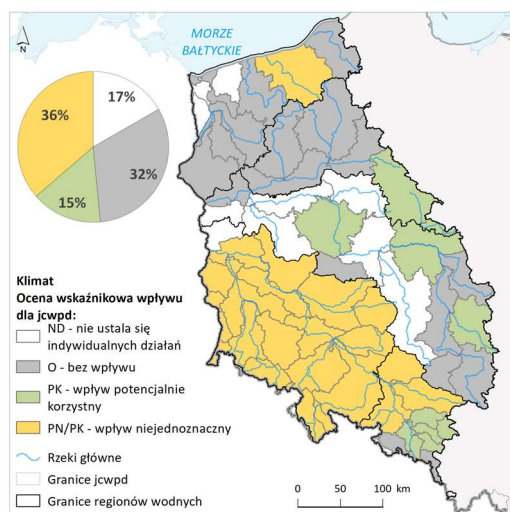 MORZE
BAŁTYCKIE
N
36%
17%
32%
15%
Klimat
Ocena wskaźnikowa wpływu
dla jcwpd:
ND - nie ustala się
indywidualnych działań
O - bez wpływu
PK - wpływ potencjalnie
korzystny
PN/PK - wpływ niejednoznaczny
Rzeki główne
Granice jcwpd
Granice regionów wodnych
0 50 100 km